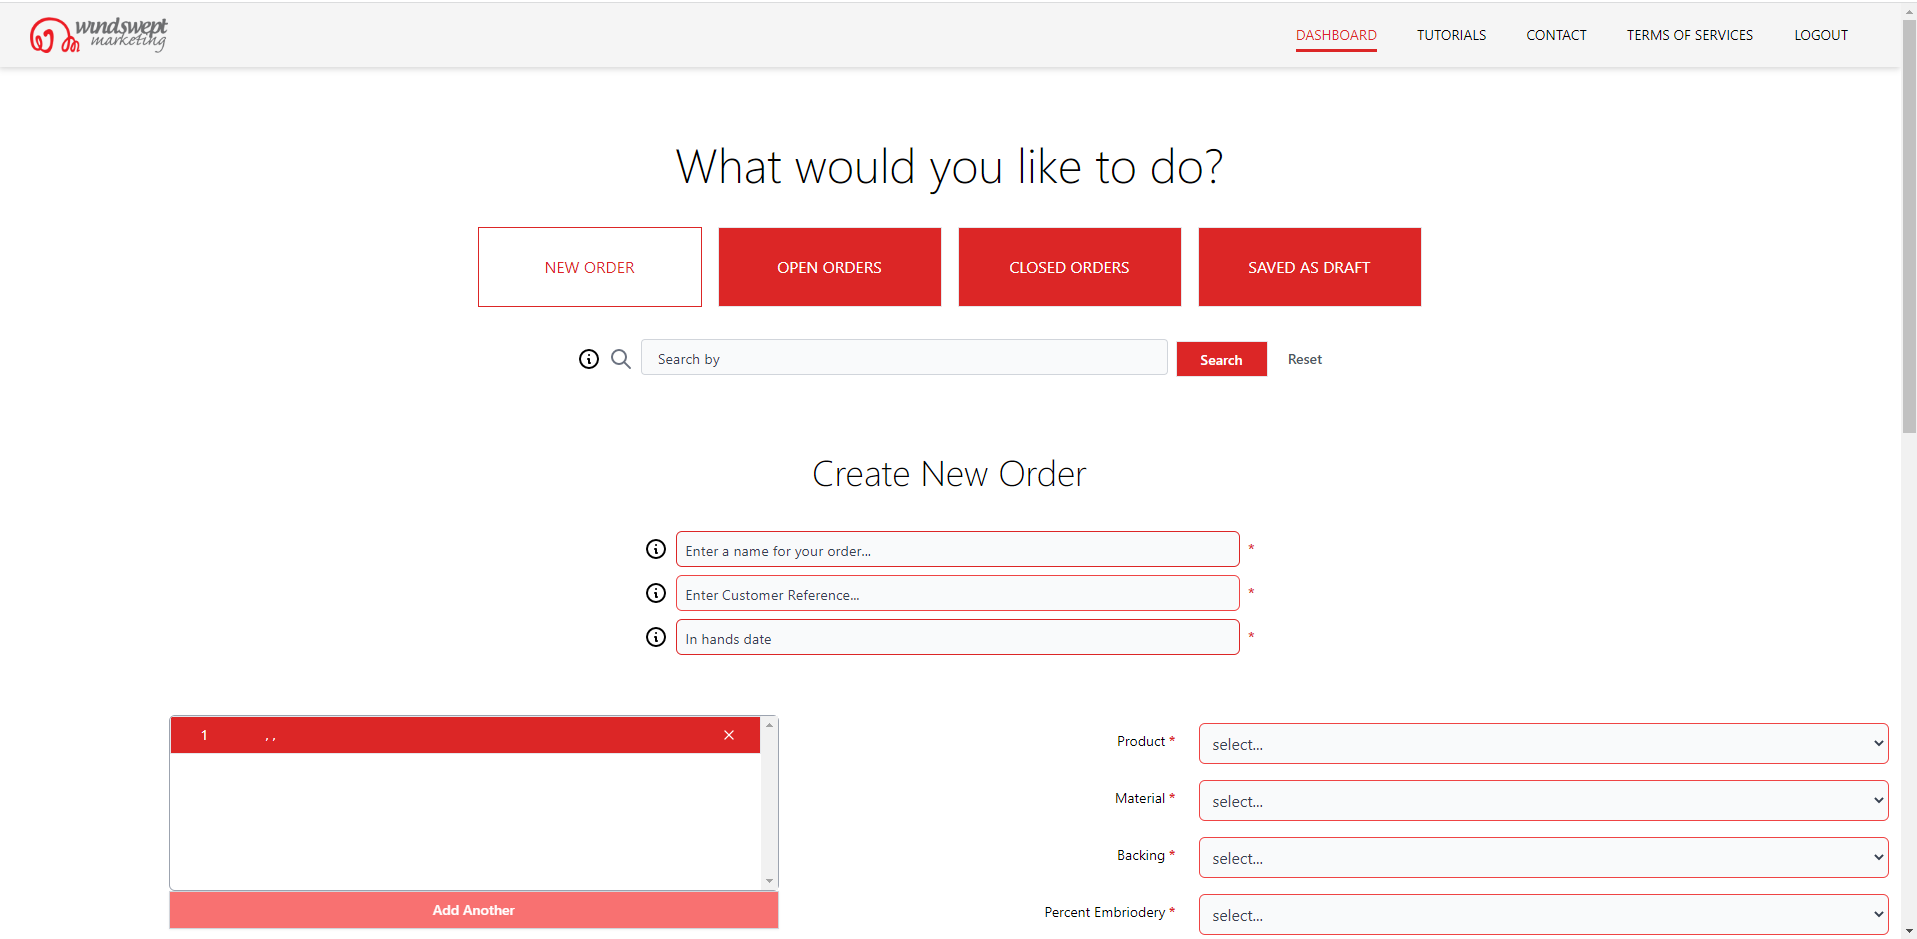 windswept
marketing
DASHBOARD TUTORIALS CONTACT TERMS OF SERVICES LOGOUT
What would you like to do?
NEW ORDER OPEN ORDERS CLOSED ORDERS SAVED AS DRAFT
Search by Search Reset
Create New Order
Enter a name for your order... *
Enter Customer Reference... *
In hands date *
1 , ,
Add Another
Product * select...
Material * select...
Backing * select...
Percent Embriodery * select...